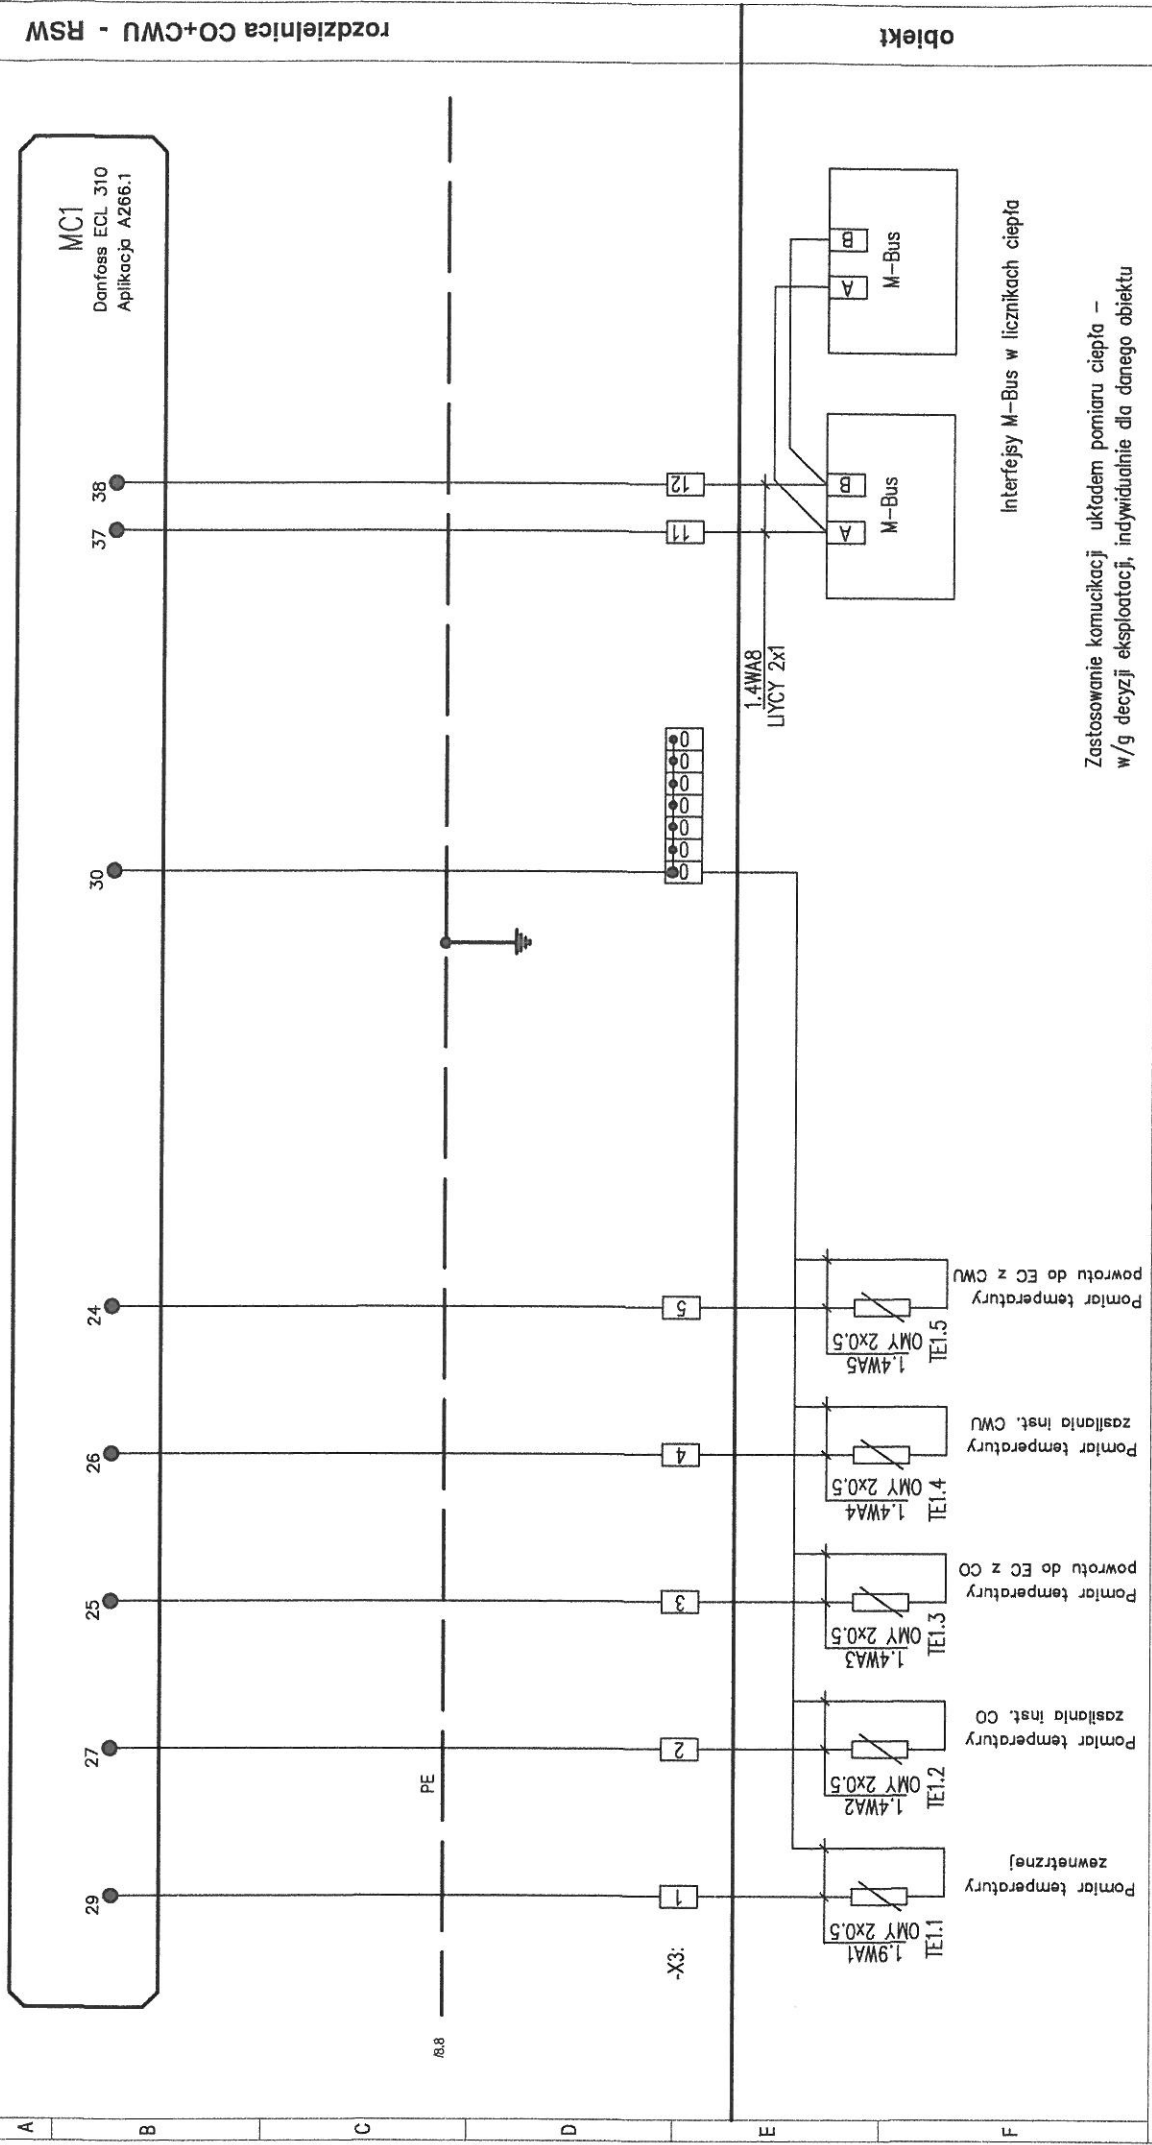 rozdzielnica CO+CWU - RSW
obiekt
MC1
Danfoss ECL 310
Aplikacja A266.1
29
27
25
26
24
30
37
38
PE
/8.8
-X3:
1
2
3
4
5
0
0
0
0
0
0
0
11
12
1.4WA8
LIYCY 2x1
1.9WA1
OMY 2x0.5
TE1.1
1.4WA2
OMY 2x0.5
TE1.2
1.4WA3
OMY 2x0.5
TE1.3
1.4WA4
OMY 2x0.5
TE1.4
1.4WA5
OMY 2x0.5
TE1.5
A
B
M-Bus
A
B
M-Bus
Pomiar temperatury
zewnetrznej
Pomiar temperatury
zasilania inst. CO
Pomiar temperatury
powrotu do EC z CO
Pomiar temperatury
zasilania inst. CWU
Pomiar temperatury
powrotu do EC z CWU
Interfejsy M-Bus w licznikach ciepła
Zastosowanie komucikacji układem pomiaru ciepła -
w/g decyzji eksploatacji, indywidualnie dla danego obiektu
A
B
C
D
E
F